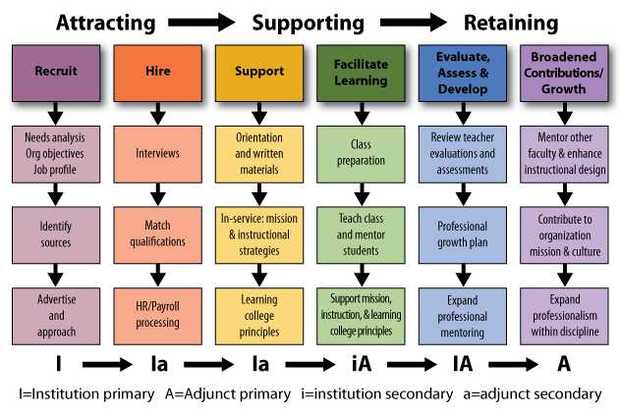 Attracting Supporting Retaining
Recruit
Hire
Support
Facilitate
Learning
Evaluate,
Assess &
Develop
Broadened
Contributions/
Growth
Needs analysis
Org objectives
Job profile
Interviews
Orientation
and written
materials
Class
preparation
Review teacher
evaluations and
assessments
Mentor other
faculty & enhance
instructional design
Identify
sources
Match
qualifications
In-service: mission
& instructional
strategies
Teach class
and mentor
students
Professional
growth plan
Contribute to
organization
mission & culture
Advertise
and
approach
HR/Payroll
processing
Learning
college
principles
Support mission,
instruction, & learning
college principles
Expand
professional
mentoring
Expand
professionalism
within discipline
I Ia Ia iA IA A
I=Institution primary A=Adjunct primary i=institution secondary a=adjunct secondary